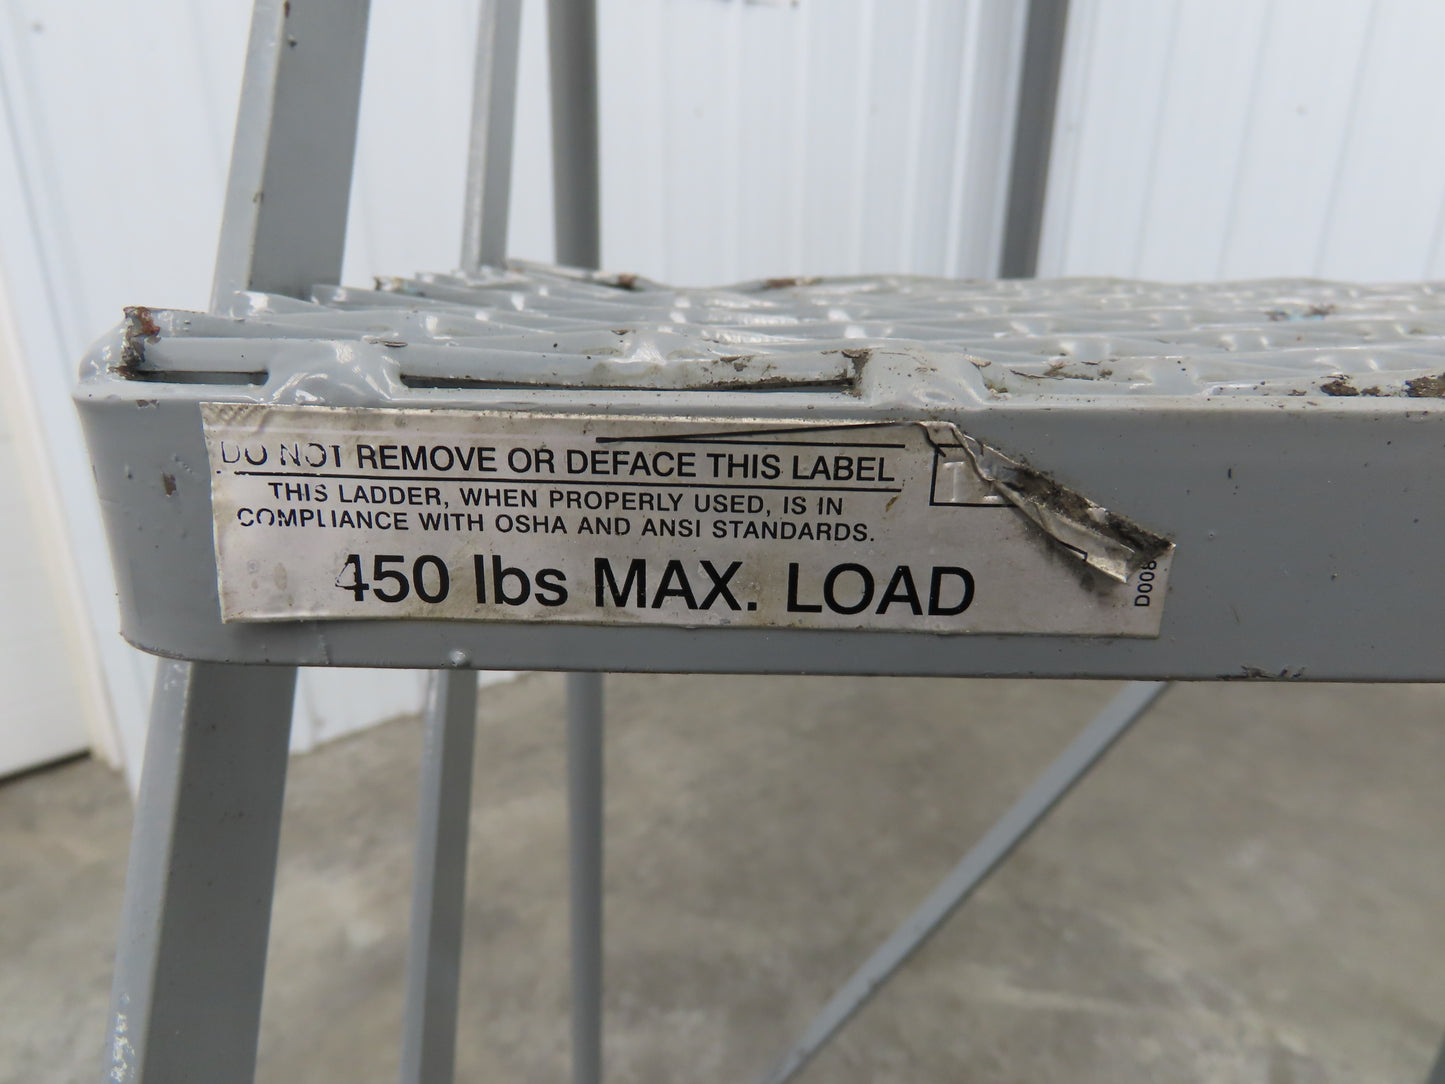 DO NOT REMOVE OR DEFACE THIS LABEL
THIS LADDER, WHEN PROPERLY USED, IS IN
COMPLIANCE WITH OSHA AND ANSI STANDARDS.
450 lbs MAX. LOAD
D008